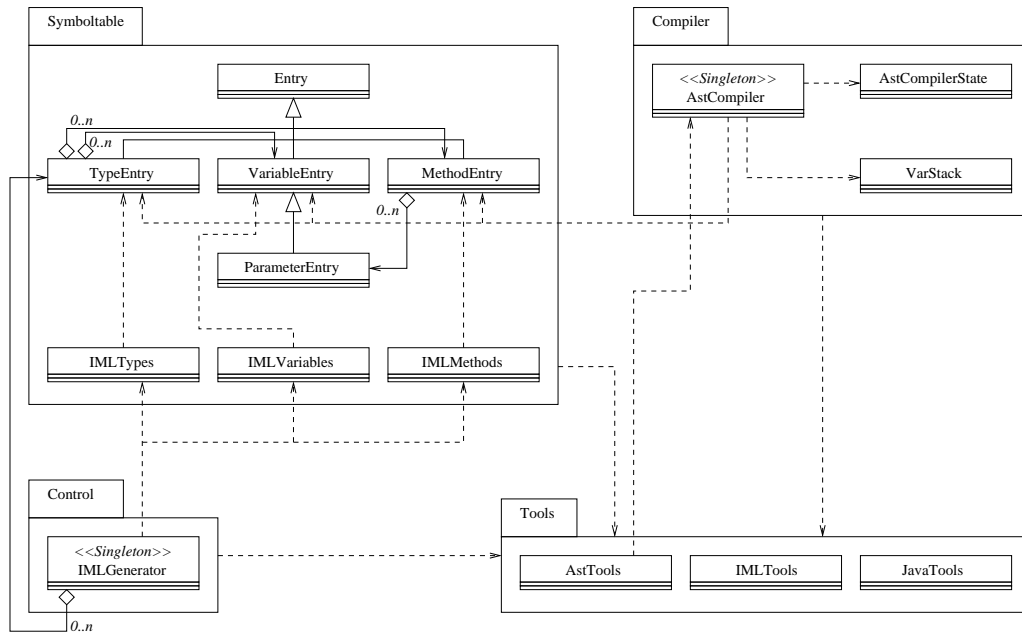 Symboltable
Compiler
Entry
<<Singleton>>
AstCompiler
AstCompilerState
0..n
0..n
TypeEntry
VariableEntry
MethodEntry
VarStack
0..n
ParameterEntry
IMLTypes
IMLVariables
IMLMethods
Control
Tools
<<Singleton>>
IMLGenerator
AstTools
IMLTools
JavaTools
0..n